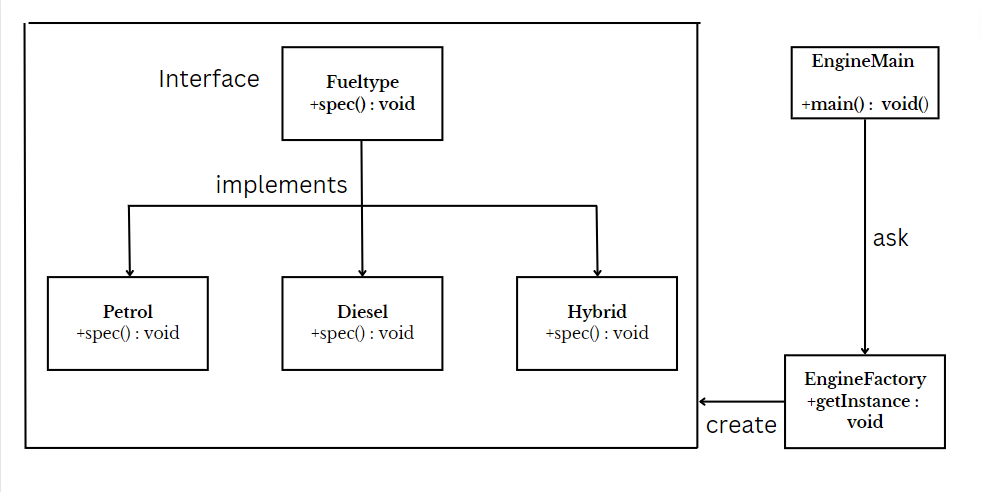 Interface
Fueltype
+spec() : void
implements
Petrol
+spec() : void
Diesel
+spec() : void
Hybrid
+spec() : void
EngineMain
+main() :  void()
ask
EngineFactory
+getInstance :
void
create